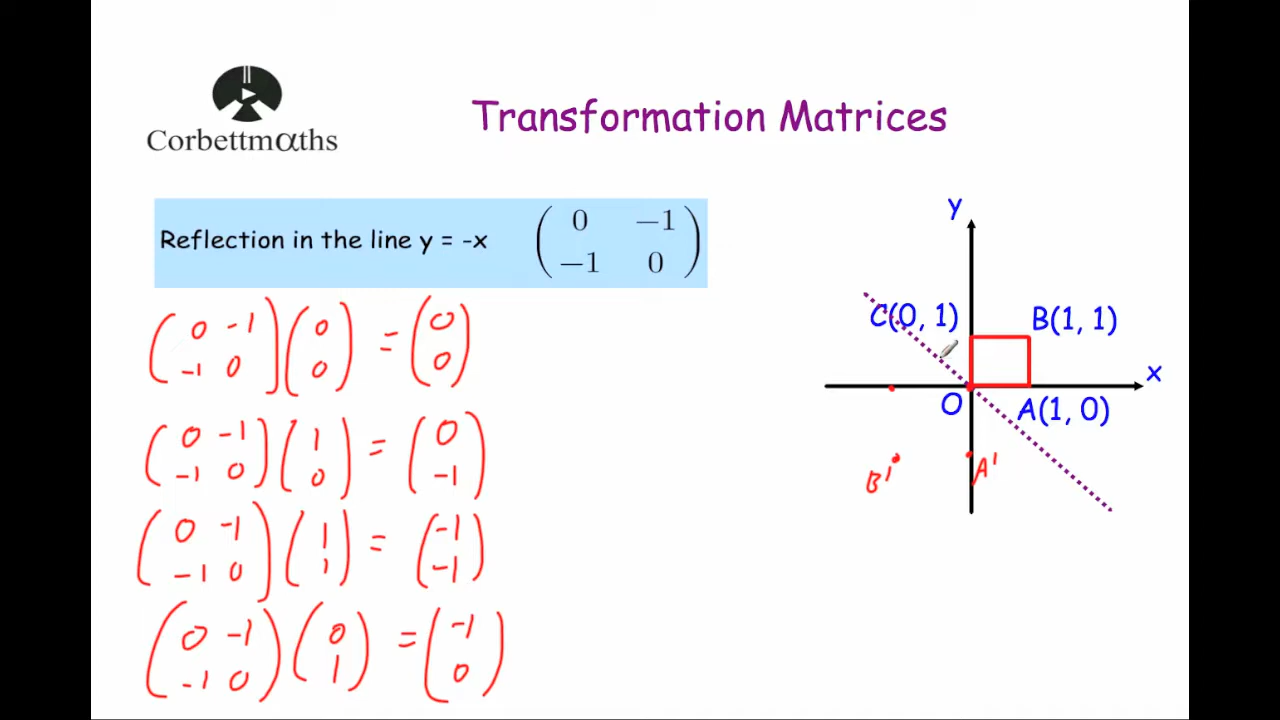 Corbettmαths
Transformation Matrices
Reflection in the line y = -x
0 −1
−1 0
0 -1 0 = 0
-1 0 0 0
0 -1 1 = 0
-1 0 0 -1
0 -1 1 = -1
-1 0 1 -1
0 -1 0 = -1
-1 0 1 0
y
C(0, 1) B(1, 1)
x
O A(1, 0)
B' A'